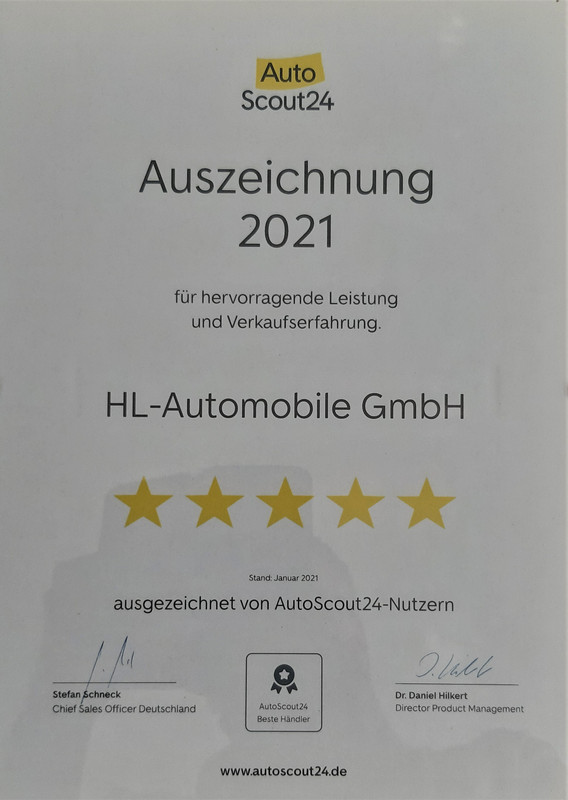 Auto
Scout24
Auszeichnung
2021
für hervorragende Leistung
und Verkaufserfahrung.
HL-Automobile GmbH
Stand: Januar 2021
ausgezeichnet von AutoScout24-Nutzern
Stefan Schneck
Chief Sales Officer Deutschland
AutoScout24
Beste Händler
Dr. Daniel Hilkert
Director Product Management
www.autoscout24.de